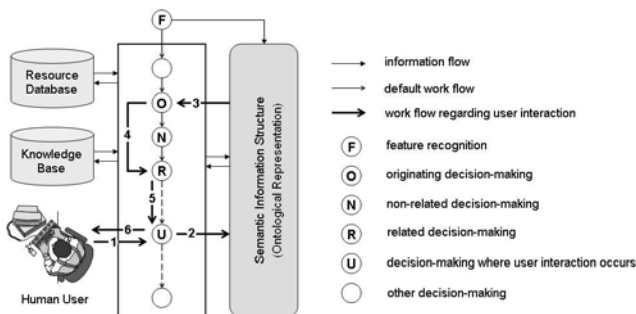 F
Resource
Database
Knowledge
Base
Human User
O
N
R
U
1
2
3
4
5
6
Semantic Information Structure
(Ontological Representation)
information flow
default work flow
work flow regarding user interaction
F feature recognition
O originating decision-making
N non-related decision-making
R related decision-making
U decision-making where user interaction occurs
other decision-making